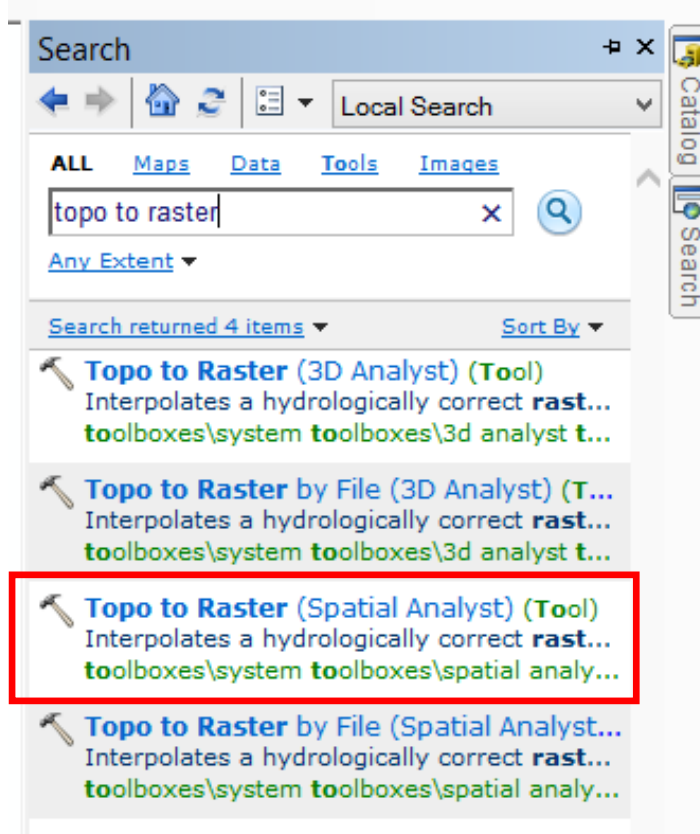 Search
Local Search
ALL Maps Data Tools Images
topo to raster
Any Extent
Search returned 4 items Sort By
Topo to Raster (3D Analyst) (Tool)
Interpolates a hydrologically correct rast...
toolboxes\system toolboxes\3d analyst t...
Topo to Raster by File (3D Analyst) (T...
Interpolates a hydrologically correct rast...
toolboxes\system toolboxes\3d analyst t...
Topo to Raster (Spatial Analyst) (Tool)
Interpolates a hydrologically correct rast...
toolboxes\system toolboxes\spatial analy...
Topo to Raster by File (Spatial Analyst...
Interpolates a hydrologically correct rast...
toolboxes\system toolboxes\spatial analy...
Catalog
Search